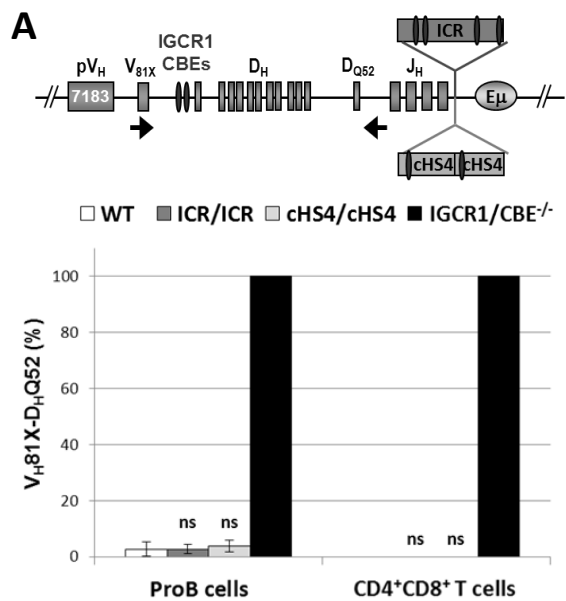 A
ICR
IGCR1
CBEs
pVH V81X DH DQ52 JH
7183
Eμ
cHS4 cHS4
WT ICR/ICR cHS4/cHS4 IGCR1/CBE-/-
VH81X-DHQ52 (%)
100
80
60
40
20
0
ns ns
ns ns
ProB cells CD4+CD8+ T cells